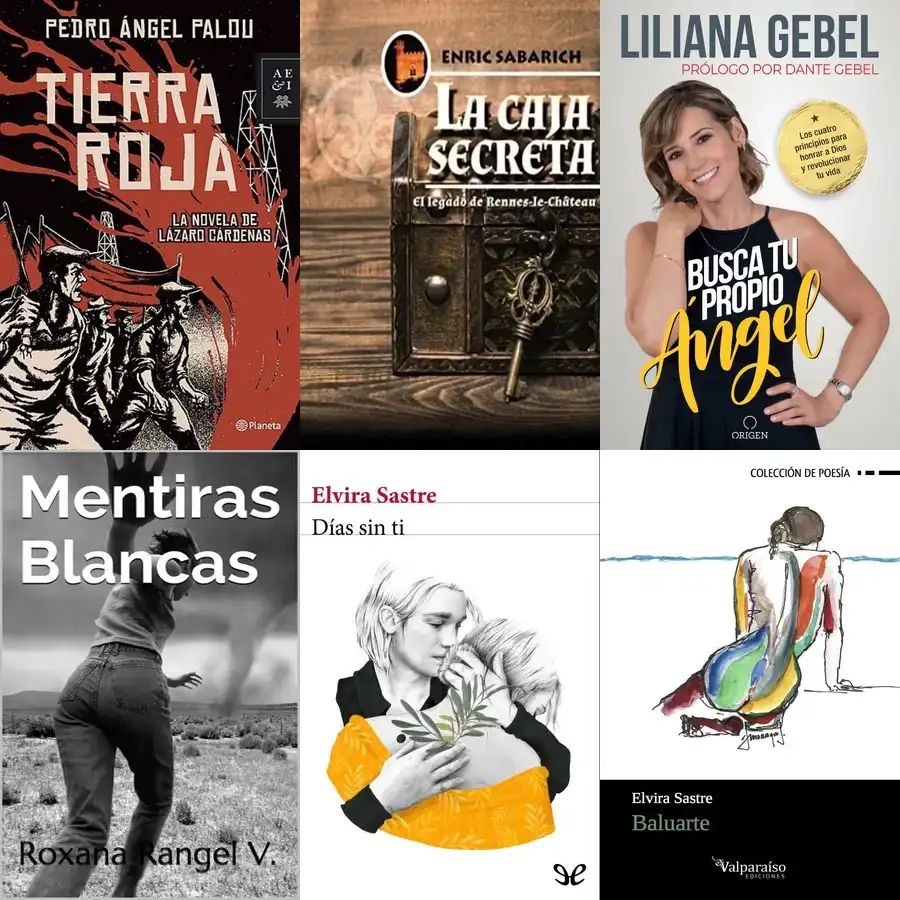 PEDRO ÁNGEL PALOU
TIERRA
ROJA
AE
&I
LA NOVELA DE
LÁZARO CÁRDENAS
Planeta
ENRIC SABARICH
LA CAJA
SECRETA
El legado de Rennes-le-Château
LILIANA GEBEL
PRÓLOGO POR DANTE GEBEL
Los cuatro
principios para
honrar a Dios
y revolucionar
tu vida
BUSCA TU
PROPIO
Ángel
ORIGEN
Mentiras
Blancas
Roxana Rangel V.
Elvira Sastre
Días sin ti
COLECCIÓN DE POESÍA
Elvira Sastre
Baluarte
Valparaíso
EDICIONES